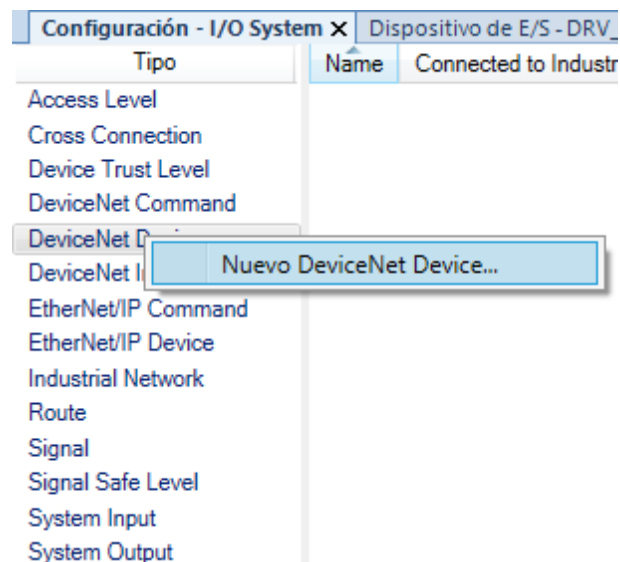 Configuración - I/O System X Dispositivo de E/S - DRV_
Tipo Name Connected to Industr
Access Level
Cross Connection
Device Trust Level
DeviceNet Command
DeviceNet
DeviceNet
Nuevo DeviceNet Device...
EtherNet/IP Command
EtherNet/IP Device
Industrial Network
Route
Signal
Signal Safe Level
System Input
System Output